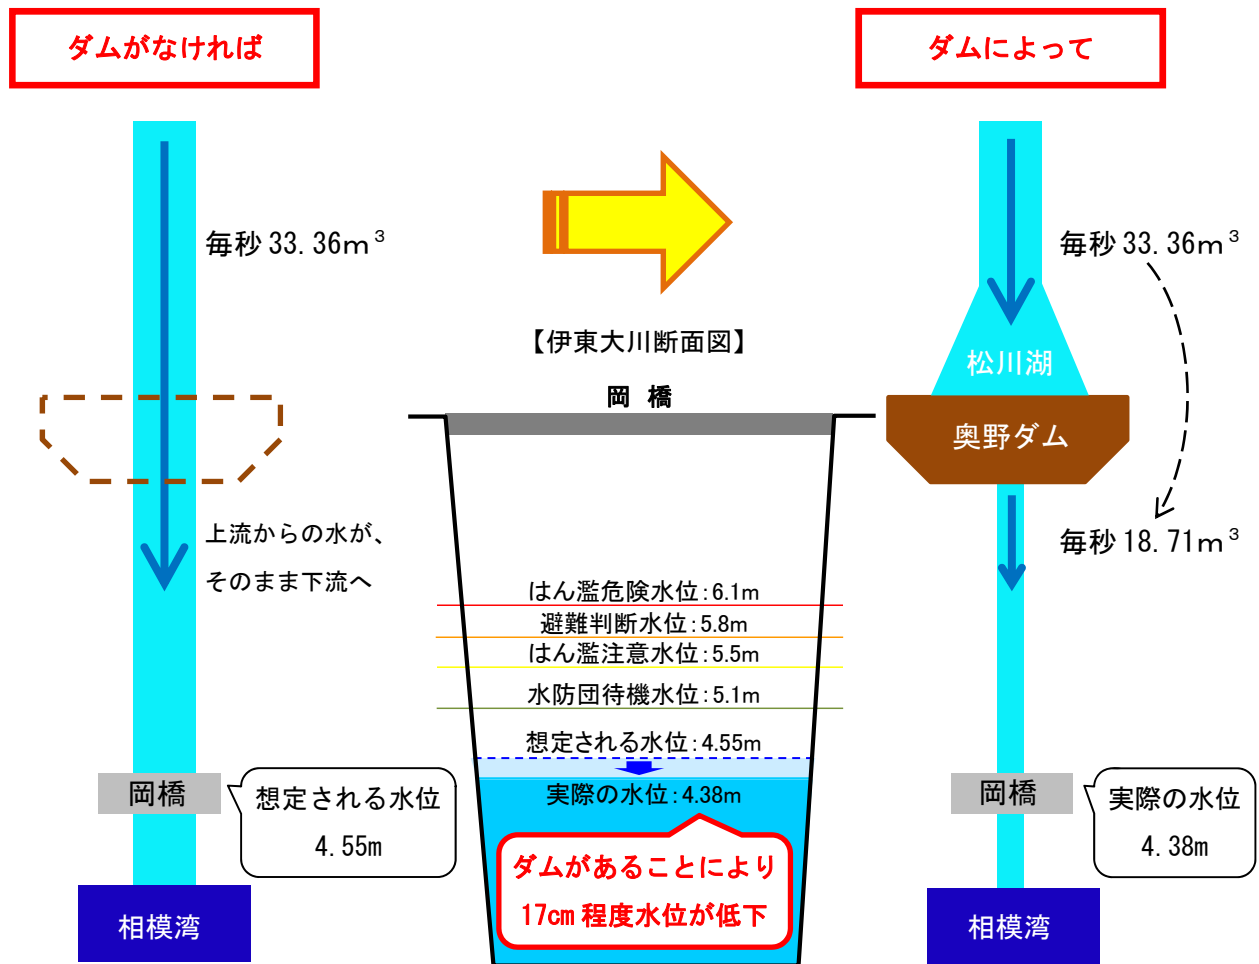 ダムがなければ
ダムによって
毎秒33.36m³
毎秒33.36m³
【伊東大川断面図】
松川湖
岡 橋
奥野ダム
上流からの水が、
そのまま下流へ
毎秒18.71m³
はん濫危険水位:6.1m
避難判断水位:5.8m
はん濫注意水位:5.5m
水防団待機水位:5.1m
想定される水位:4.55m
実際の水位:4.38m
ダムがあることにより
17cm 程度水位が低下
岡橋
想定される水位
4.55m
岡橋
実際の水位
4.38m
相模湾
相模湾